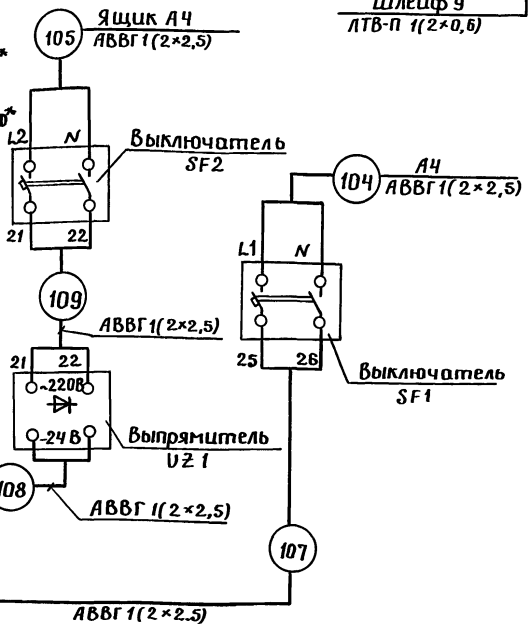 Шлейф 9
ЛТВ-П 1(2×0,6)
Ящик А4
105
АВВГ 1(2×2,5)
L2 N
Выключатель
SF2
21 22
А4
104
АВВГ 1(2×2,5)
L1 N
109
АВВГ 1(2×2,5)
25 26
21 22
~220В
Выключатель
SF1
-24В
Выпрямитель
UZ1
108
АВВГ 1(2×2,5)
107
АВВГ 1(2×2.5)